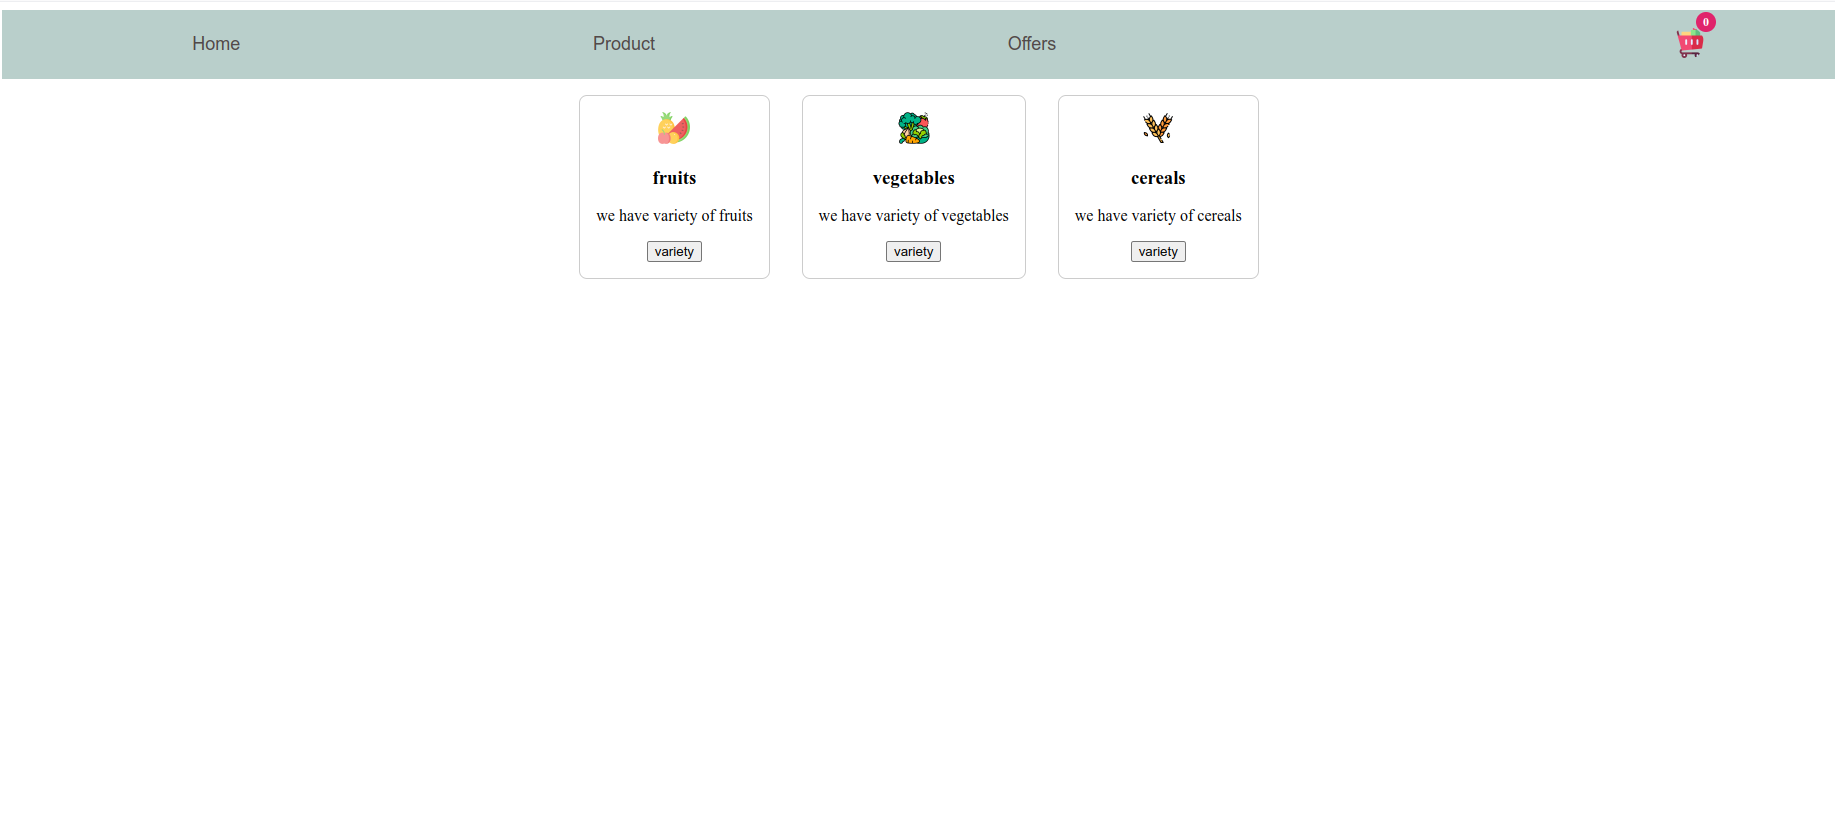 Home Product Offers 0
fruits
we have variety of fruits
variety
vegetables
we have variety of vegetables
variety
cereals
we have variety of cereals
variety